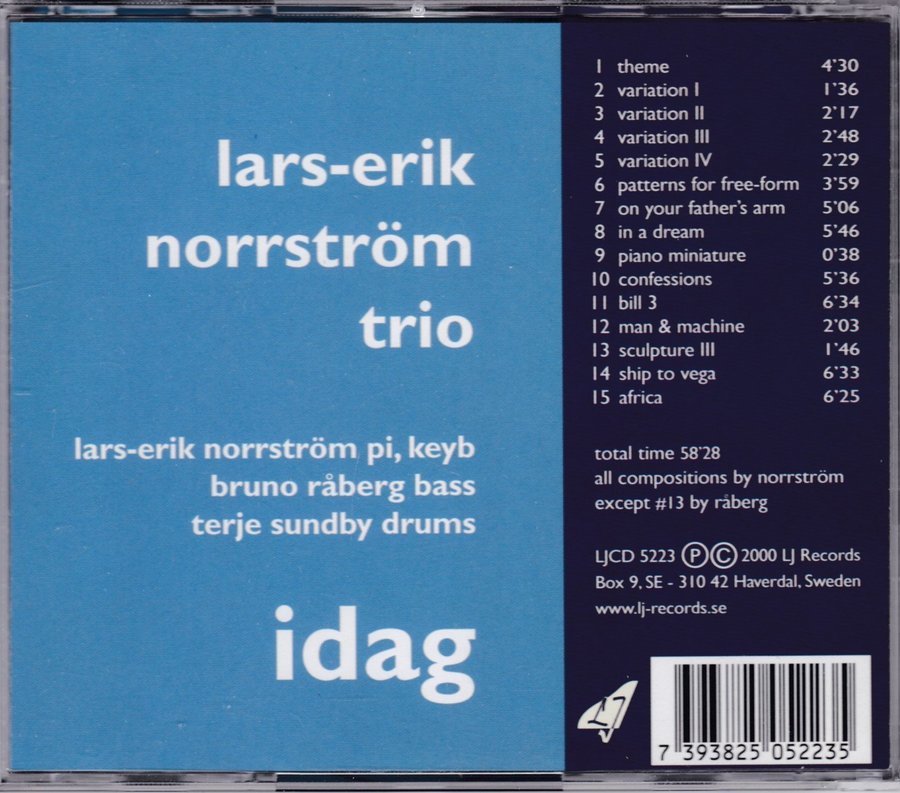 lars-erik
norrström
trio
lars-erik norrström pi, keyb
bruno råberg bass
terje sundby drums
idag
1 theme 4'30
2 variation I 1'36
3 variation II 2'17
4 variation III 2'48
5 variation IV 2'29
6 patterns for free-form 3'59
7 on your father's arm 5'06
8 in a dream 5'46
9 piano miniature 0'38
10 confessions 5'36
11 bill 3 6'34
12 man & machine 2'03
13 sculpture III 1'46
14 ship to vega 6'33
15 africa 6'25
total time 58'28
all compositions by norrström
except #13 by råberg
LJCD 5223 ℗© 2000 LJ Records
Box 9, SE - 310 42 Haverdal, Sweden
www.lj-records.se
LJ
7 393825 052235